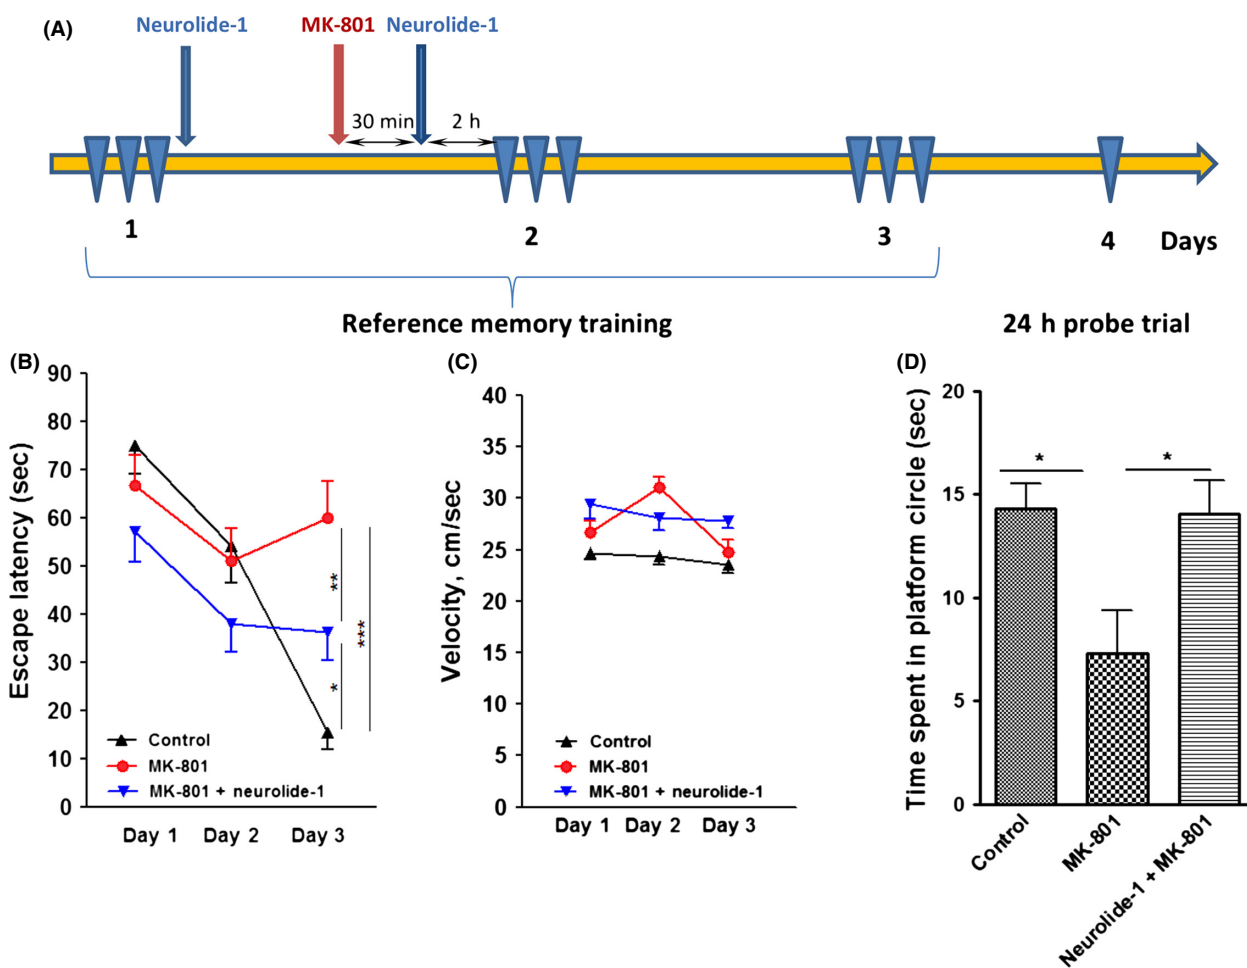 (A)
Neurolide-1
MK-801
Neurolide-1
30 min
2 h
1
2
3
4
Days
Reference memory training
24 h probe trial
(B)
Escape latency (sec)
90
80
70
60
50
40
30
20
10
0
**
***
*
Control
MK-801
MK-801 + neurolide-1
Day 1
Day 2
Day 3
(C)
Velocity, cm/sec
40
35
30
25
20
15
10
5
0
Control
MK-801
MK-801 + neurolide-1
Day 1
Day 2
Day 3
(D)
Time spent in platform circle (sec)
20
15
10
5
0
*
*
Control
MK-801
Neurolide-1 + MK-801